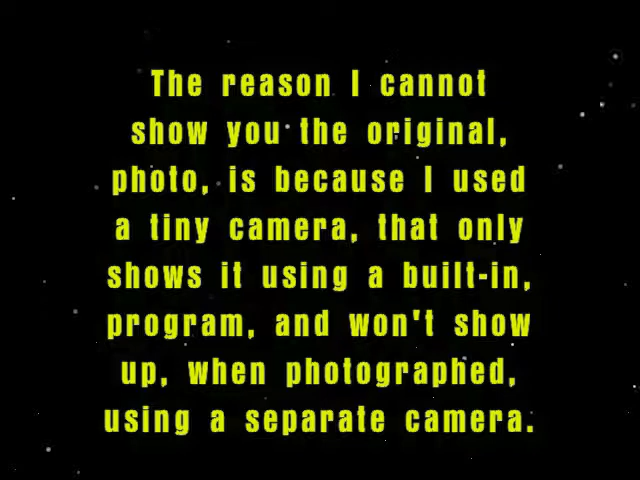 The reason I cannot
show you the original,
photo, is because I used
a tiny camera, that only
shows it using a built-in,
program, and won't show
up, when photographed,
using a separate camera.